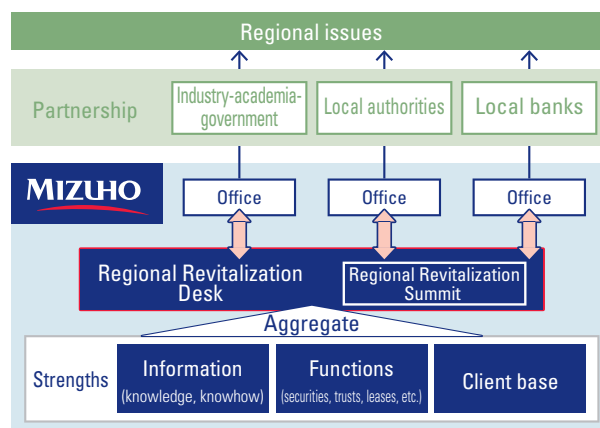 Regional issues
Partnership
Industry-academia-
government
Local authorities
Local banks
MIZUHO
Office
Office
Office
Regional Revitalization
Desk
Regional Revitalization
Summit
Aggregate
Strengths
Information
(knowledge, knowhow)
Functions
(securities, trusts, leases, etc.)
Client base